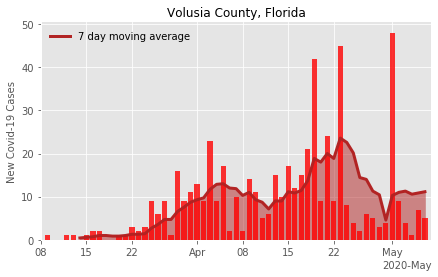 Volusia County, Florida
7 day moving average
New Covid-19 Cases
50
40
30
20
10
0
08
15
22
Apr
08
15
22
May
2020-May